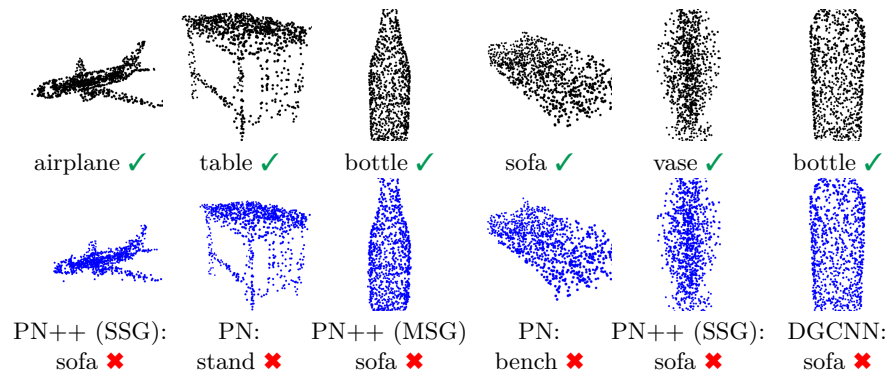 airplane ✓ table ✓ bottle ✓ sofa ✓ vase ✓ bottle ✓
PN++ (SSG): PN: PN++ (MSG) PN: PN++ (SSG): DGCNN:
sofa ✖ stand ✖ sofa ✖ bench ✖ sofa ✖ sofa ✖